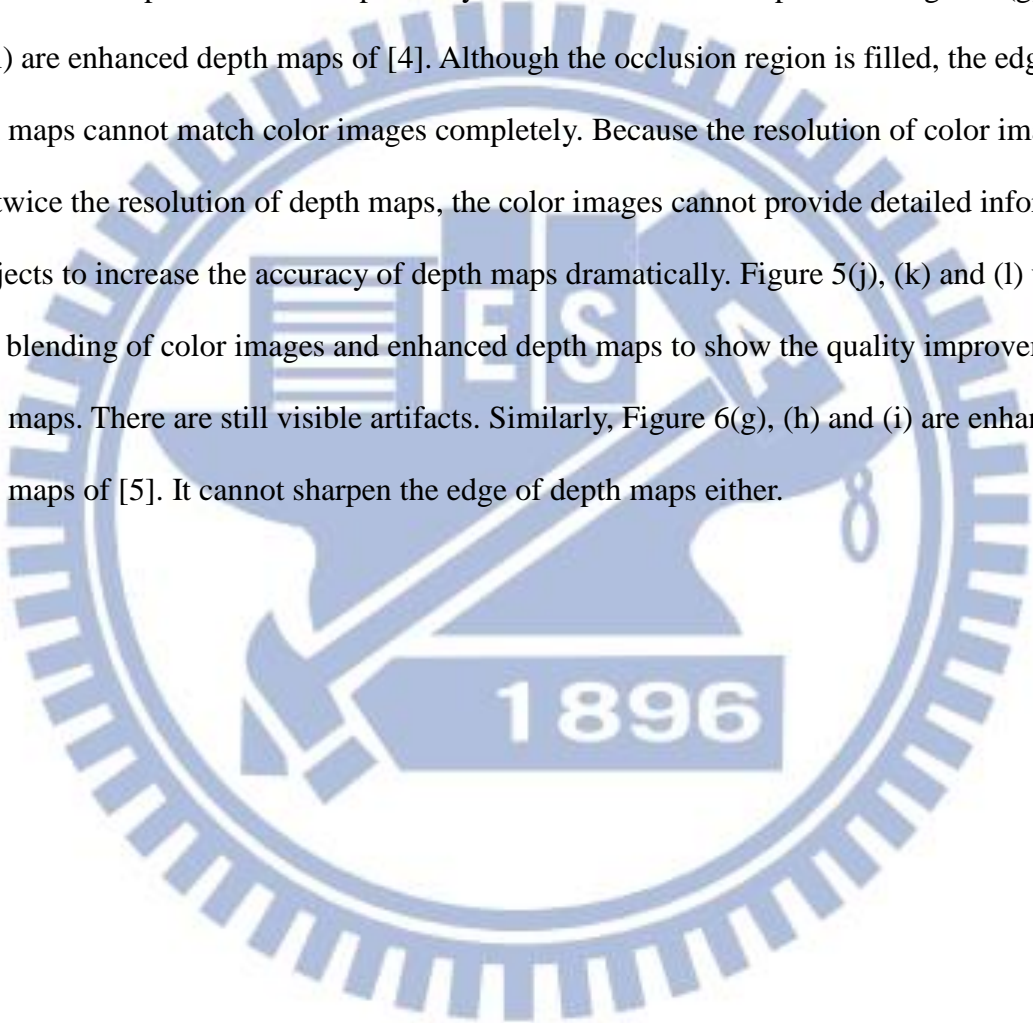 ) are enhanced depth maps of [4]. Although the occlusion region is filled, the edg
maps cannot match color images completely. Because the resolution of color im
twice the resolution of depth maps, the color images cannot provide detailed info
jects to increase the accuracy of depth maps dramatically. Figure 5(j), (k) and (l)
blending of color images and enhanced depth maps to show the quality improve
maps. There are still visible artifacts. Similarly, Figure 6(g), (h) and (i) are enha
maps of [5]. It cannot sharpen the edge of depth maps either.
E S A
1896